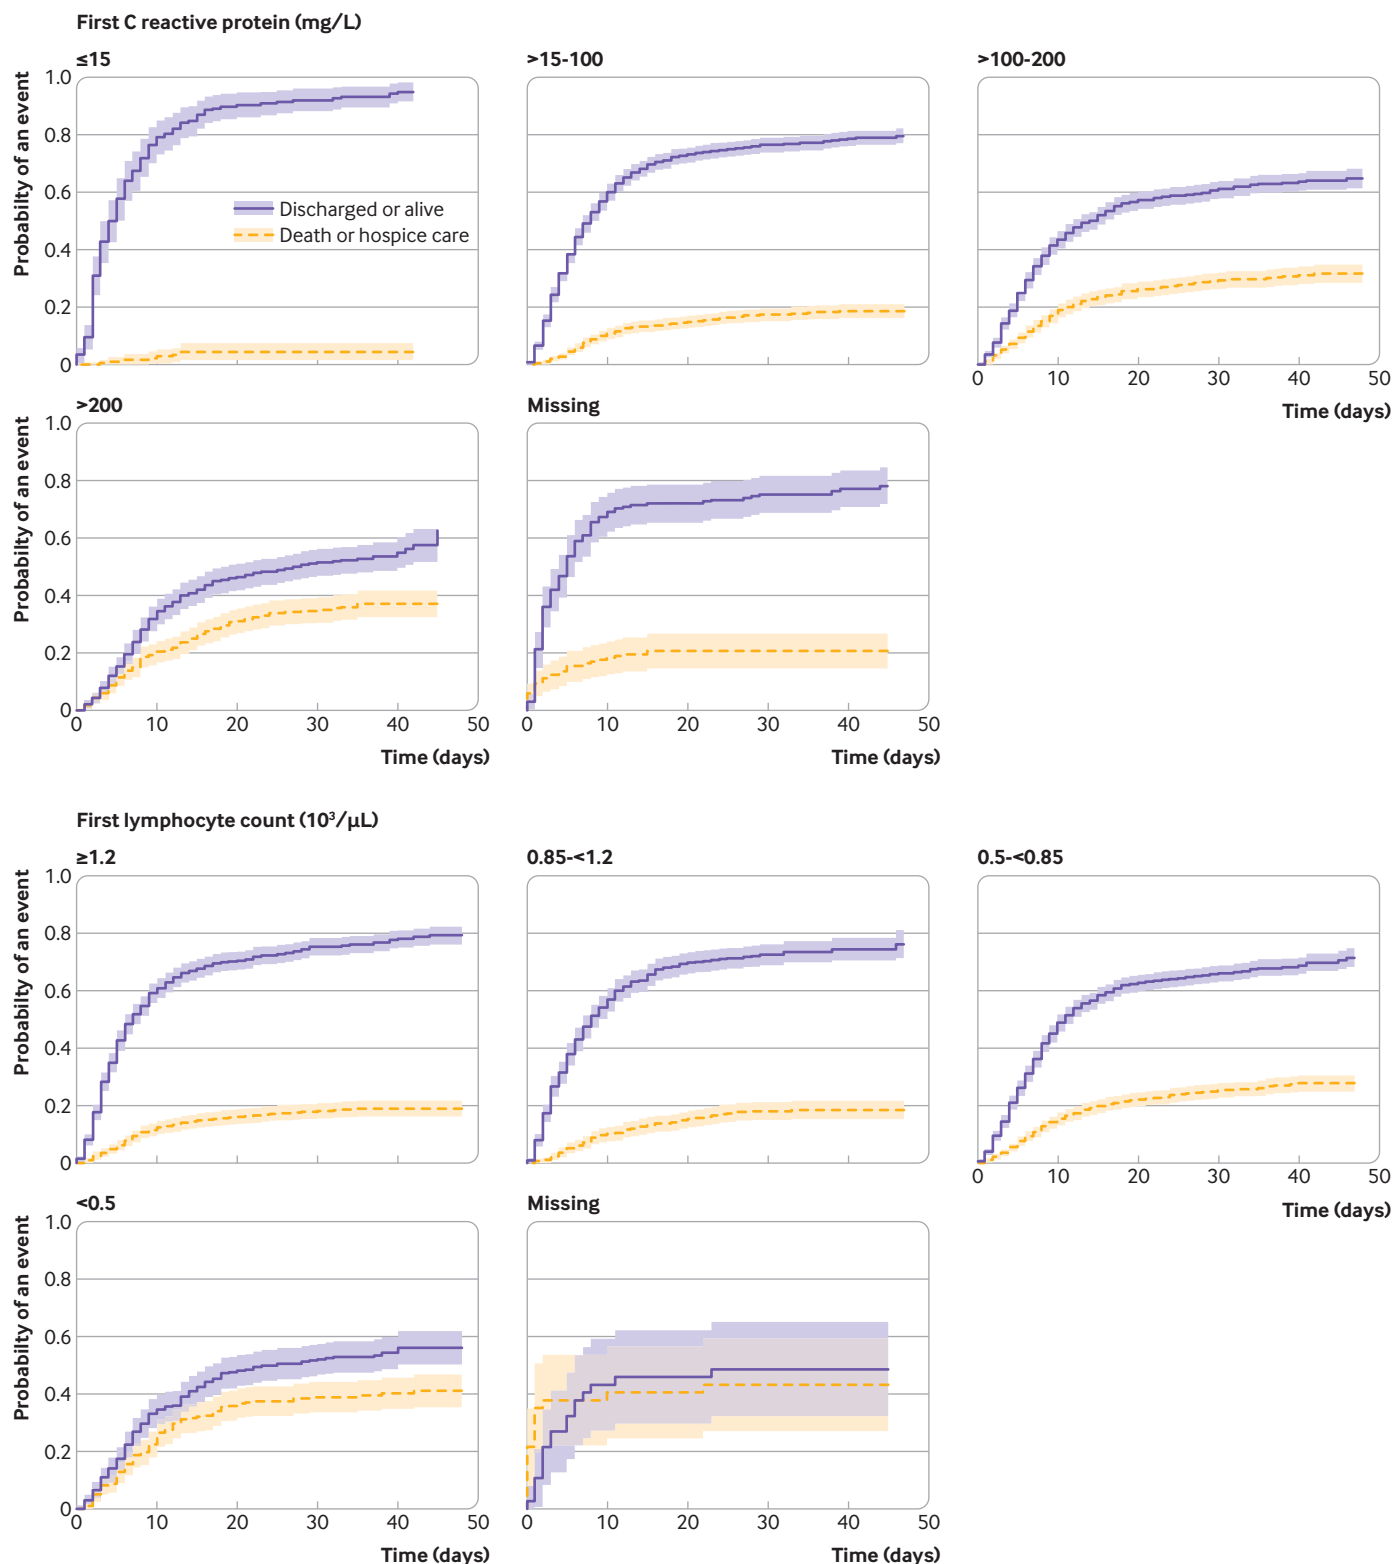 First C reactive protein (mg/L)
≤15
>15-100
>100-200
Probabilty of an event
1.0
0.8
0.6
0.4
0.2
0
Discharged or alive
Death or hospice care
0 10 20 30 40 50
Time (days)
>200
Missing
Probabilty of an event
1.0
0.8
0.6
0.4
0.2
0
0 10 20 30 40 50
0 10 20 30 40 50
Time (days)
Time (days)
First lymphocyte count (10³/μL)
≥1.2
0.85-<1.2
0.5-<0.85
Probabilty of an event
1.0
0.8
0.6
0.4
0.2
0
0 10 20 30 40 50
Time (days)
<0.5
Missing
Probabilty of an event
1.0
0.8
0.6
0.4
0.2
0
0 10 20 30 40 50
0 10 20 30 40 50
Time (days)
Time (days)